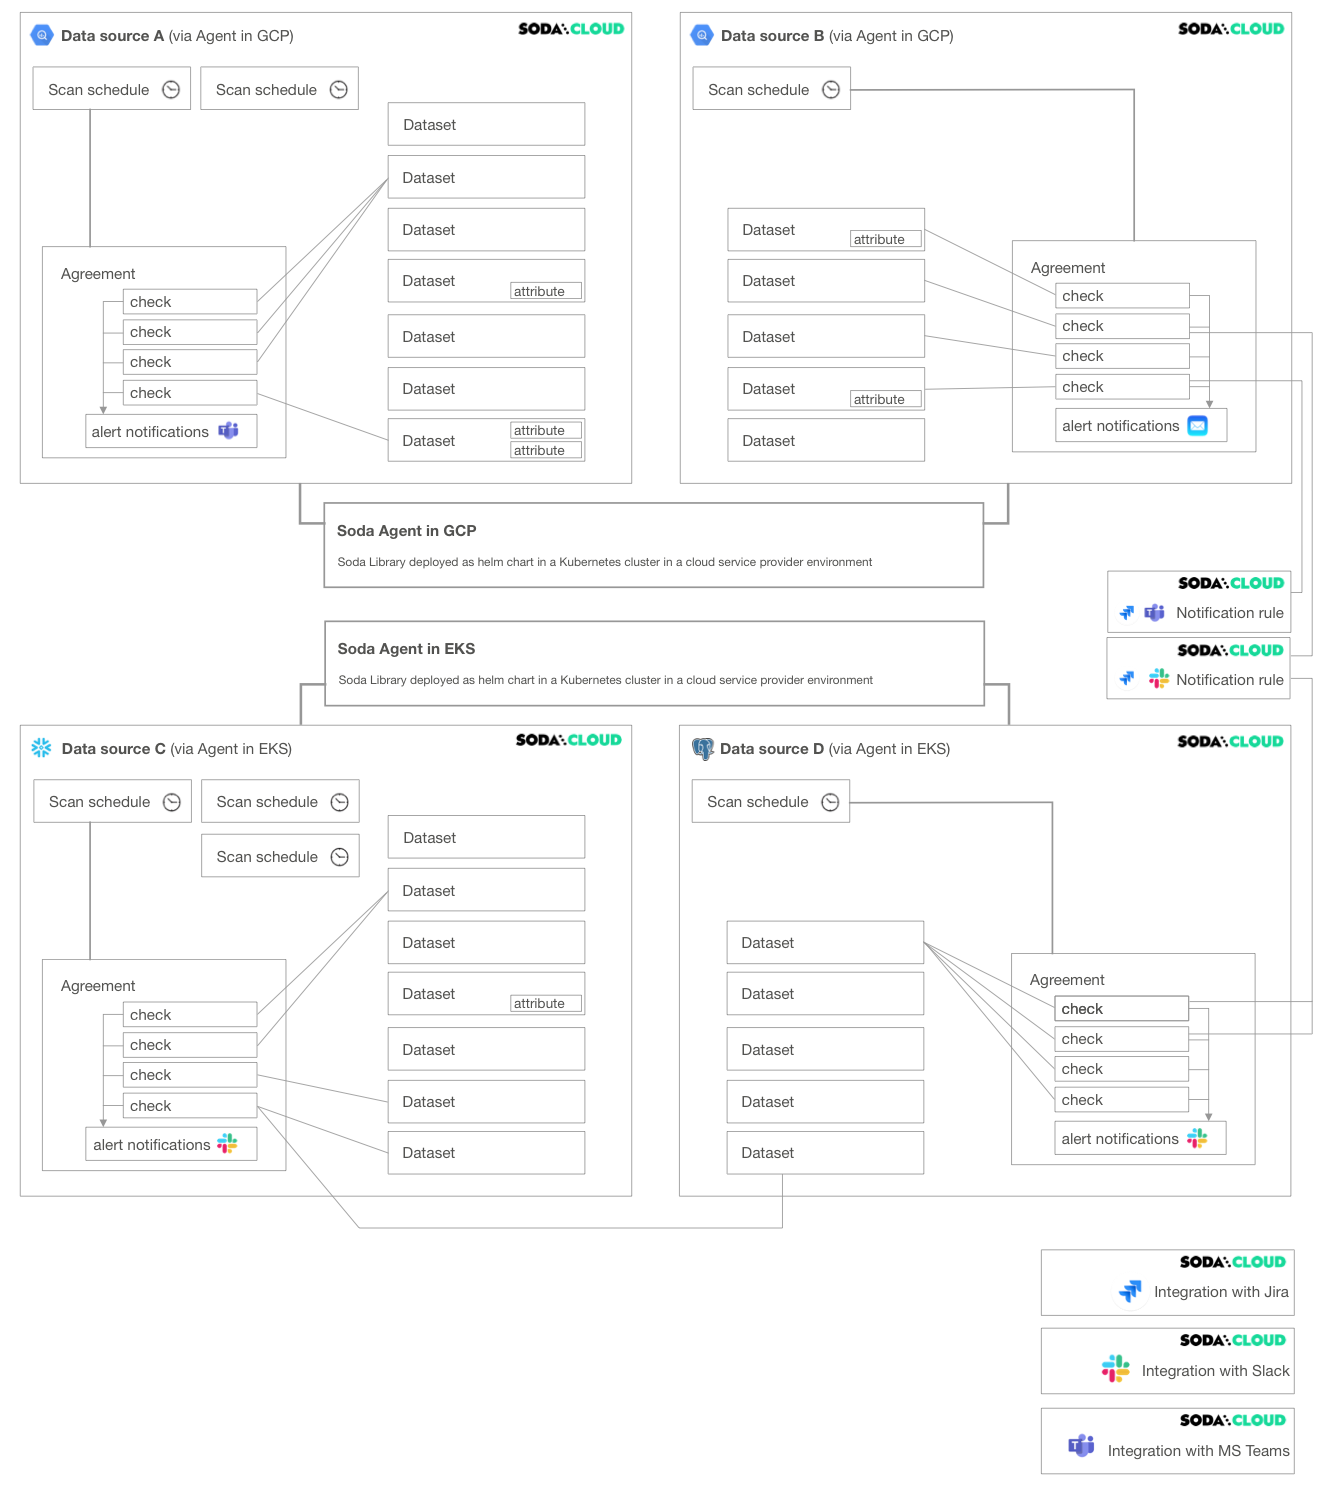 Data source A (via Agent in GCP)
SODA CLOUD
Scan schedule
Scan schedule
Dataset
Dataset
Dataset
Dataset
attribute
Dataset
Dataset
Dataset
attribute
attribute
Agreement
check
check
check
check
alert notifications
Data source B (via Agent in GCP)
SODA CLOUD
Scan schedule
Dataset
attribute
Dataset
Dataset
Dataset
attribute
Dataset
Agreement
check
check
check
check
alert notifications
Soda Agent in GCP
Soda Library deployed as helm chart in a Kubernetes cluster in a cloud service provider environment
SODA CLOUD
Notification rule
Soda Agent in EKS
Soda Library deployed as helm chart in a Kubernetes cluster in a cloud service provider environment
SODA CLOUD
Notification rule
Data source C (via Agent in EKS)
SODA CLOUD
Scan schedule
Scan schedule
Scan schedule
Dataset
Dataset
Dataset
Dataset
attribute
Dataset
Dataset
Dataset
Agreement
check
check
check
check
alert notifications
Data source D (via Agent in EKS)
SODA CLOUD
Scan schedule
Dataset
Dataset
Dataset
Dataset
Dataset
Agreement
check
check
check
check
alert notifications
SODA CLOUD
Integration with Jira
SODA CLOUD
Integration with Slack
SODA CLOUD
Integration with MS Teams